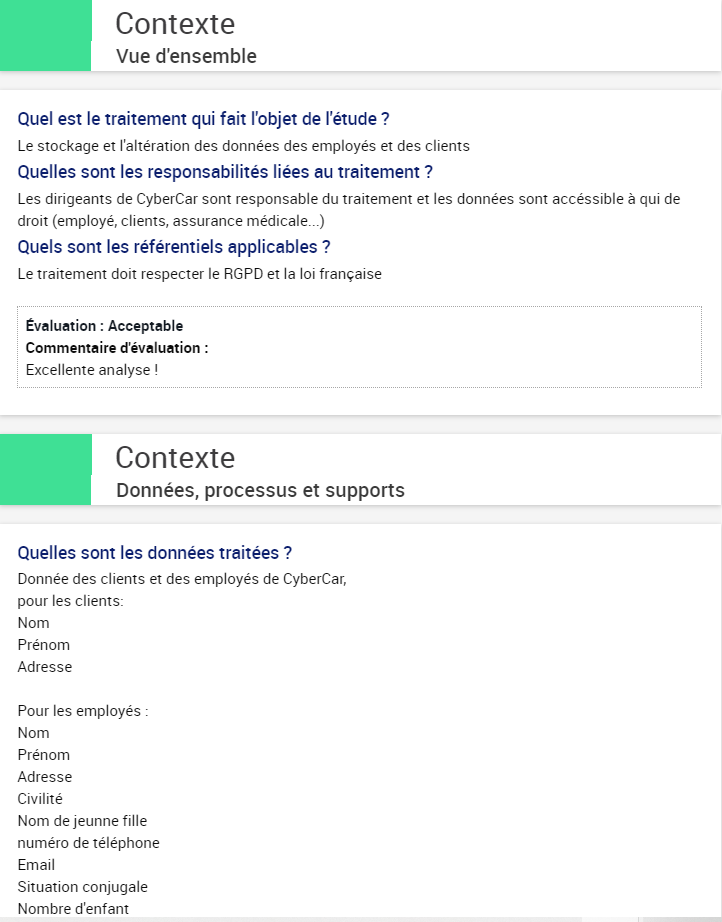 Contexte
Vue d'ensemble
Quel est le traitement qui fait l'objet de l'étude ?
Le stockage et l'altération des données des employés et des clients
Quelles sont les responsabilités liées au traitement ?
Les dirigeants de CyberCar sont responsable du traitement et les données sont accéssible à qui de
droit (employé, clients, assurance médicale...)
Quels sont les référentiels applicables ?
Le traitement doit respecter le RGPD et la loi française
Évaluation : Acceptable
Commentaire d'évaluation :
Excellente analyse !
Contexte
Données, processus et supports
Quelles sont les données traitées ?
Donnée des clients et des employés de CyberCar,
pour les clients:
Nom
Prénom
Adresse
Pour les employés :
Nom
Prénom
Adresse
Civilité
Nom de jeunne fille
numéro de téléphone
Email
Situation conjugale
Nombre d'enfant